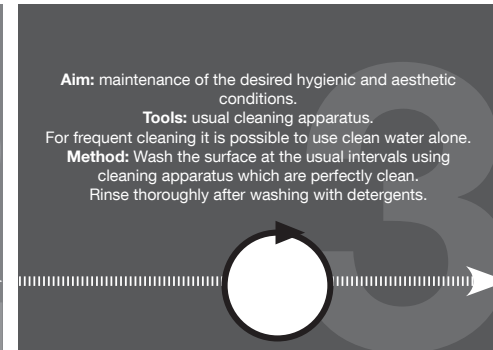 3
Aim: maintenance of the desired hygienic and aesthetic
conditions.
Tools: usual cleaning apparatus.
For frequent cleaning it is possible to use clean water alone.
Method: Wash the surface at the usual intervals using
cleaning apparatus which are perfectly clean.
Rinse thoroughly after washing with detergents.